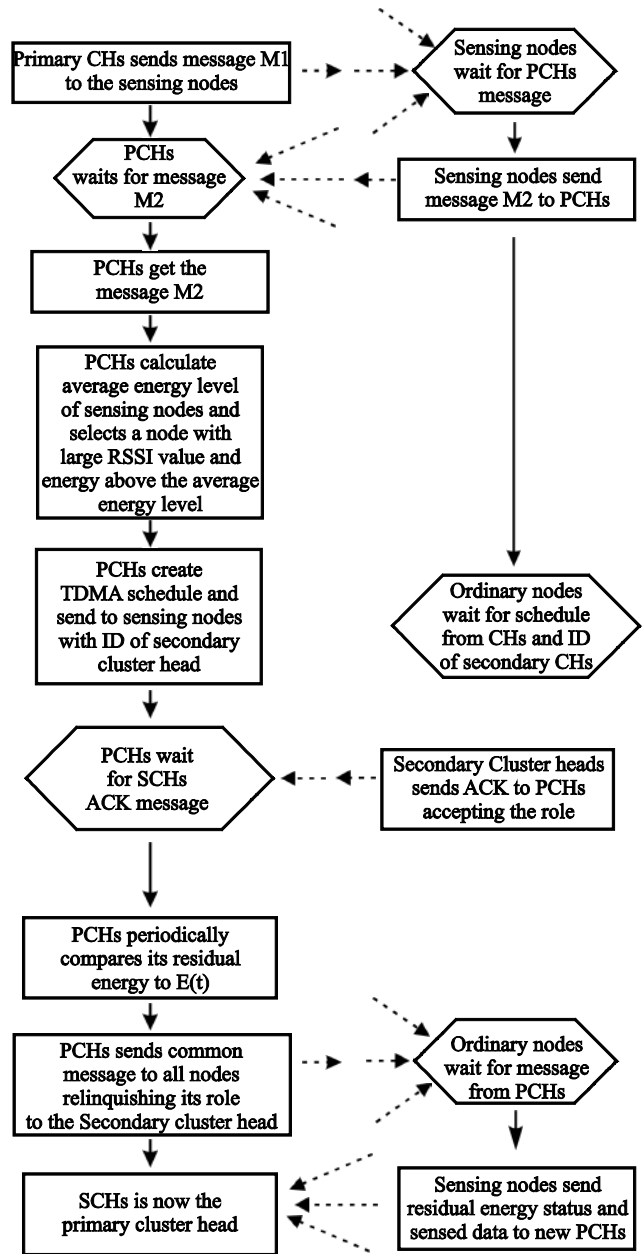 Primary CHs sends message M1
to the sensing nodes
Sensing nodes
wait for PCHs
message
PCHs
waits for message
M2
Sensing nodes send
message M2 to PCHs
PCHs get the
message M2
PCHs calculate
average energy level
of sensing nodes and
selects a node with
large RSSI value and
energy above the average
energy level
PCHs create
TDMA schedule and
send to sensing nodes
with ID of secondary
cluster head
Ordinary nodes
wait for schedule
from CHs and ID
of secondary CHs
PCHs wait
for SCHs
ACK message
Secondary Cluster heads
sends ACK to PCHs
accepting the role
PCHs periodically
compares its residual
energy to E(t)
PCHs sends common
message to all nodes
relinquishing its role
to the Secondary cluster head
Ordinary nodes
wait for message
from PCHs
SCHs is now the
primary cluster head
Sensing nodes send
residual energy status and
sensed data to new PCHs